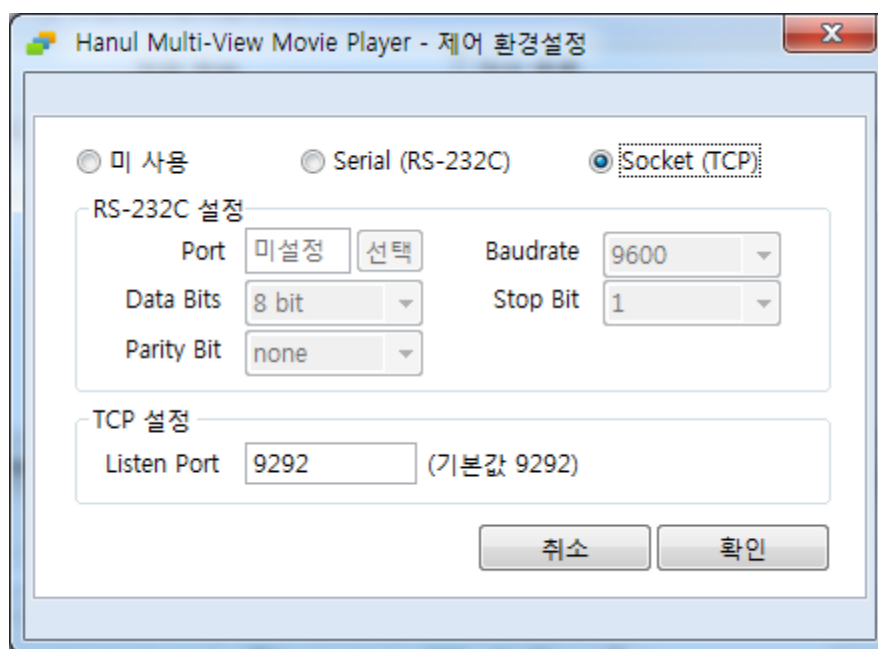 Hanul Multi-View Movie Player - 제어 환경설정
미 사용 Serial (RS-232C) Socket (TCP)
RS-232C 설정
Port 미설정 선택 Baudrate 9600
Data Bits 8 bit Stop Bit 1
Parity Bit none
TCP 설정
Listen Port 9292 (기본값 9292)
취소 확인